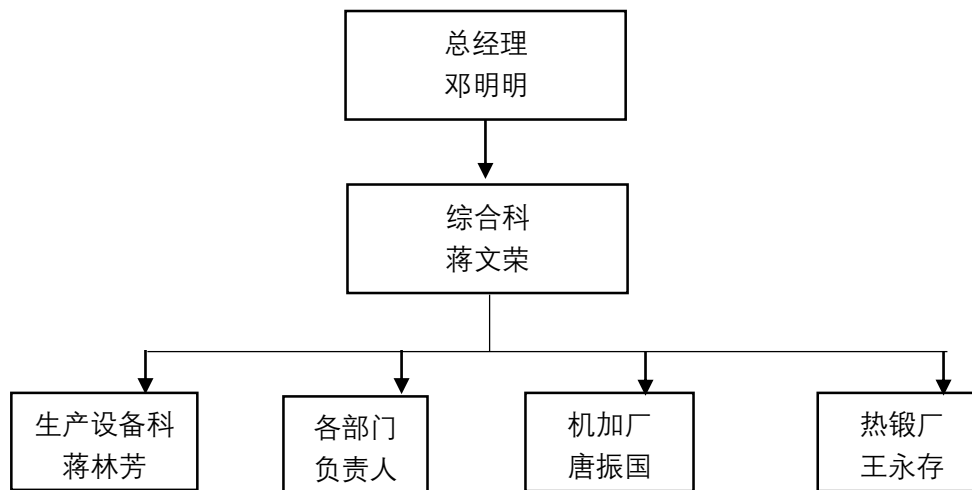 总经理
邓明明
综合科
蒋文荣
生产设备科
蒋林芳
各部门
负责人
机加厂
唐振国
热锻厂
王永存